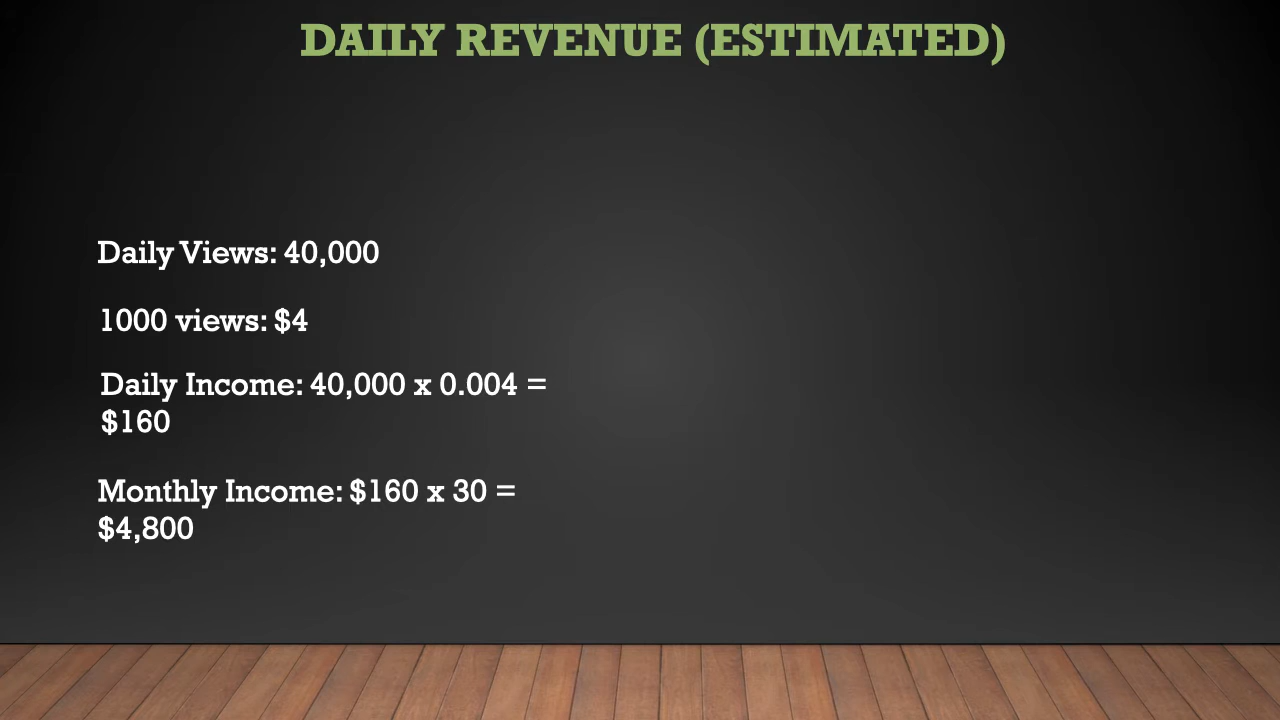 DAILY REVENUE (ESTIMATED)
Daily Views: 40,000
1000 views: $4
Daily Income: 40,000 x 0.004 =
$160
Monthly Income: $160 x 30 =
$4,800